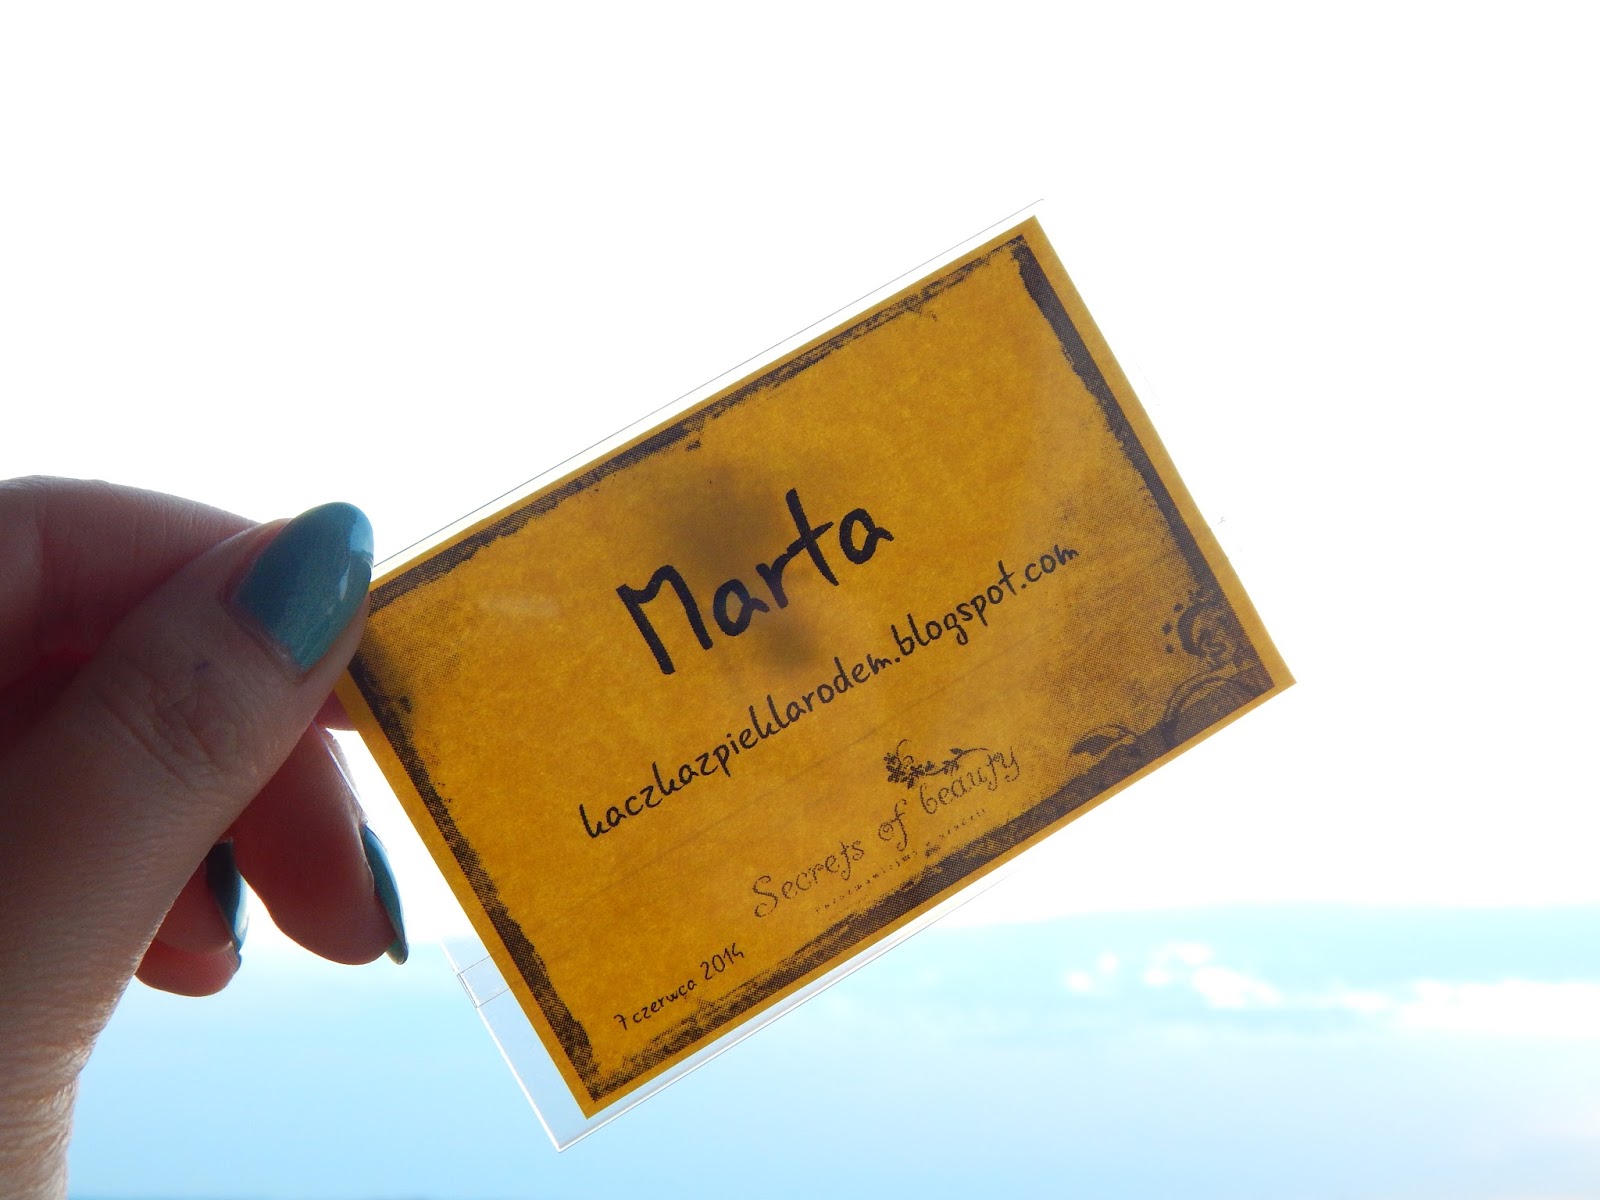 Marta
kaczkazpieklarodem.blogspot.com
Secrets of beauty
7 czerwca 2014